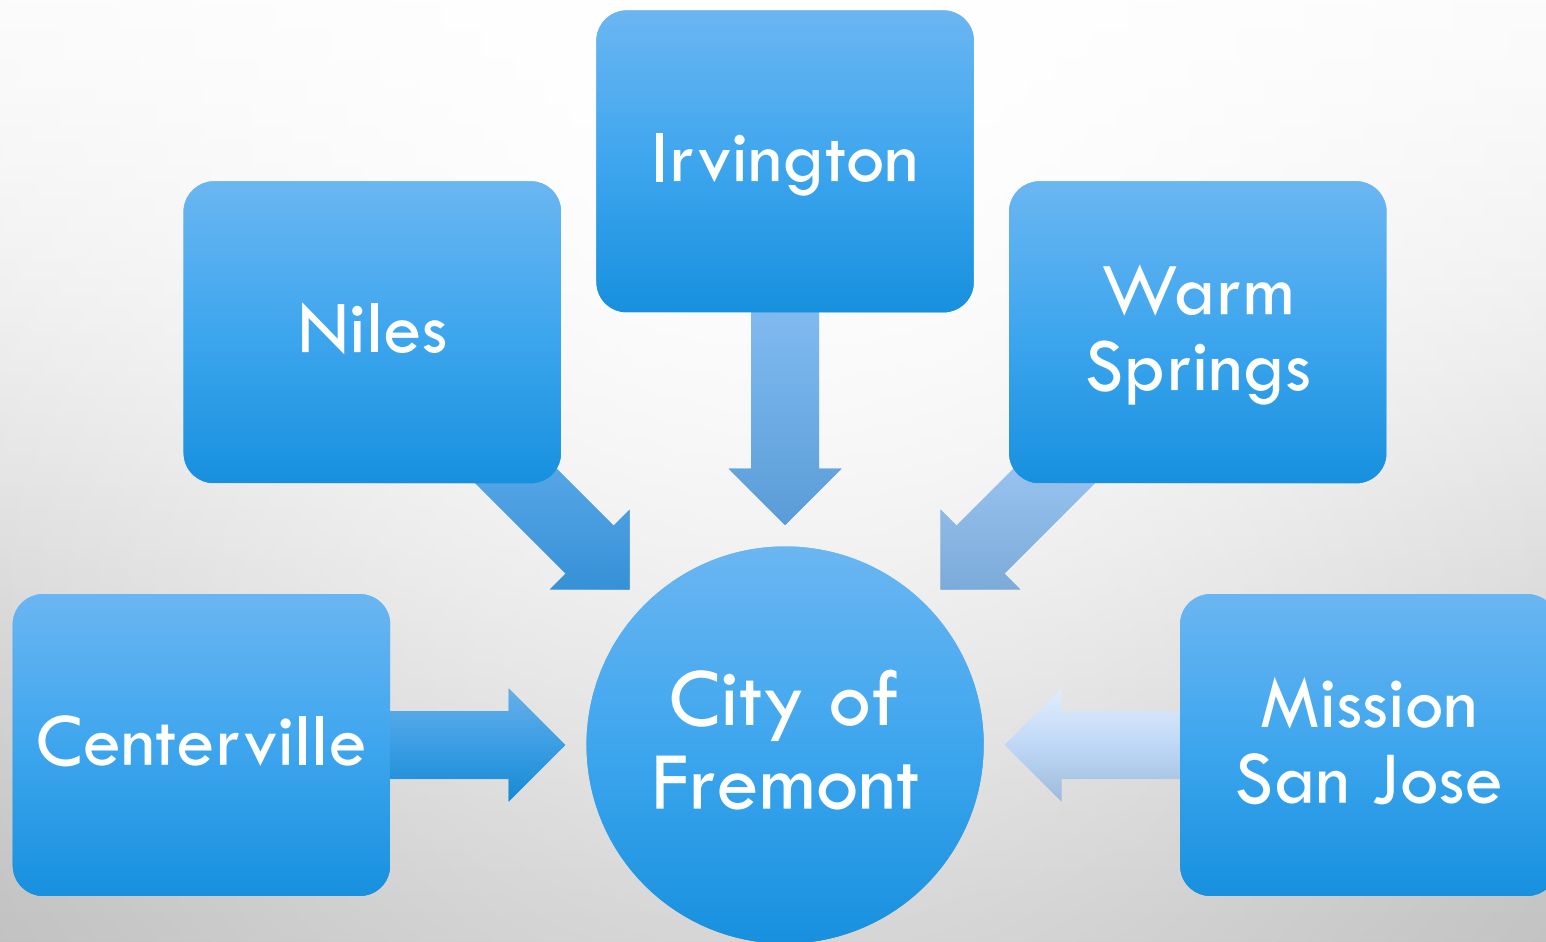 Irvington
Niles
Warm
Springs
Centerville
City of
Fremont
Mission
San Jose